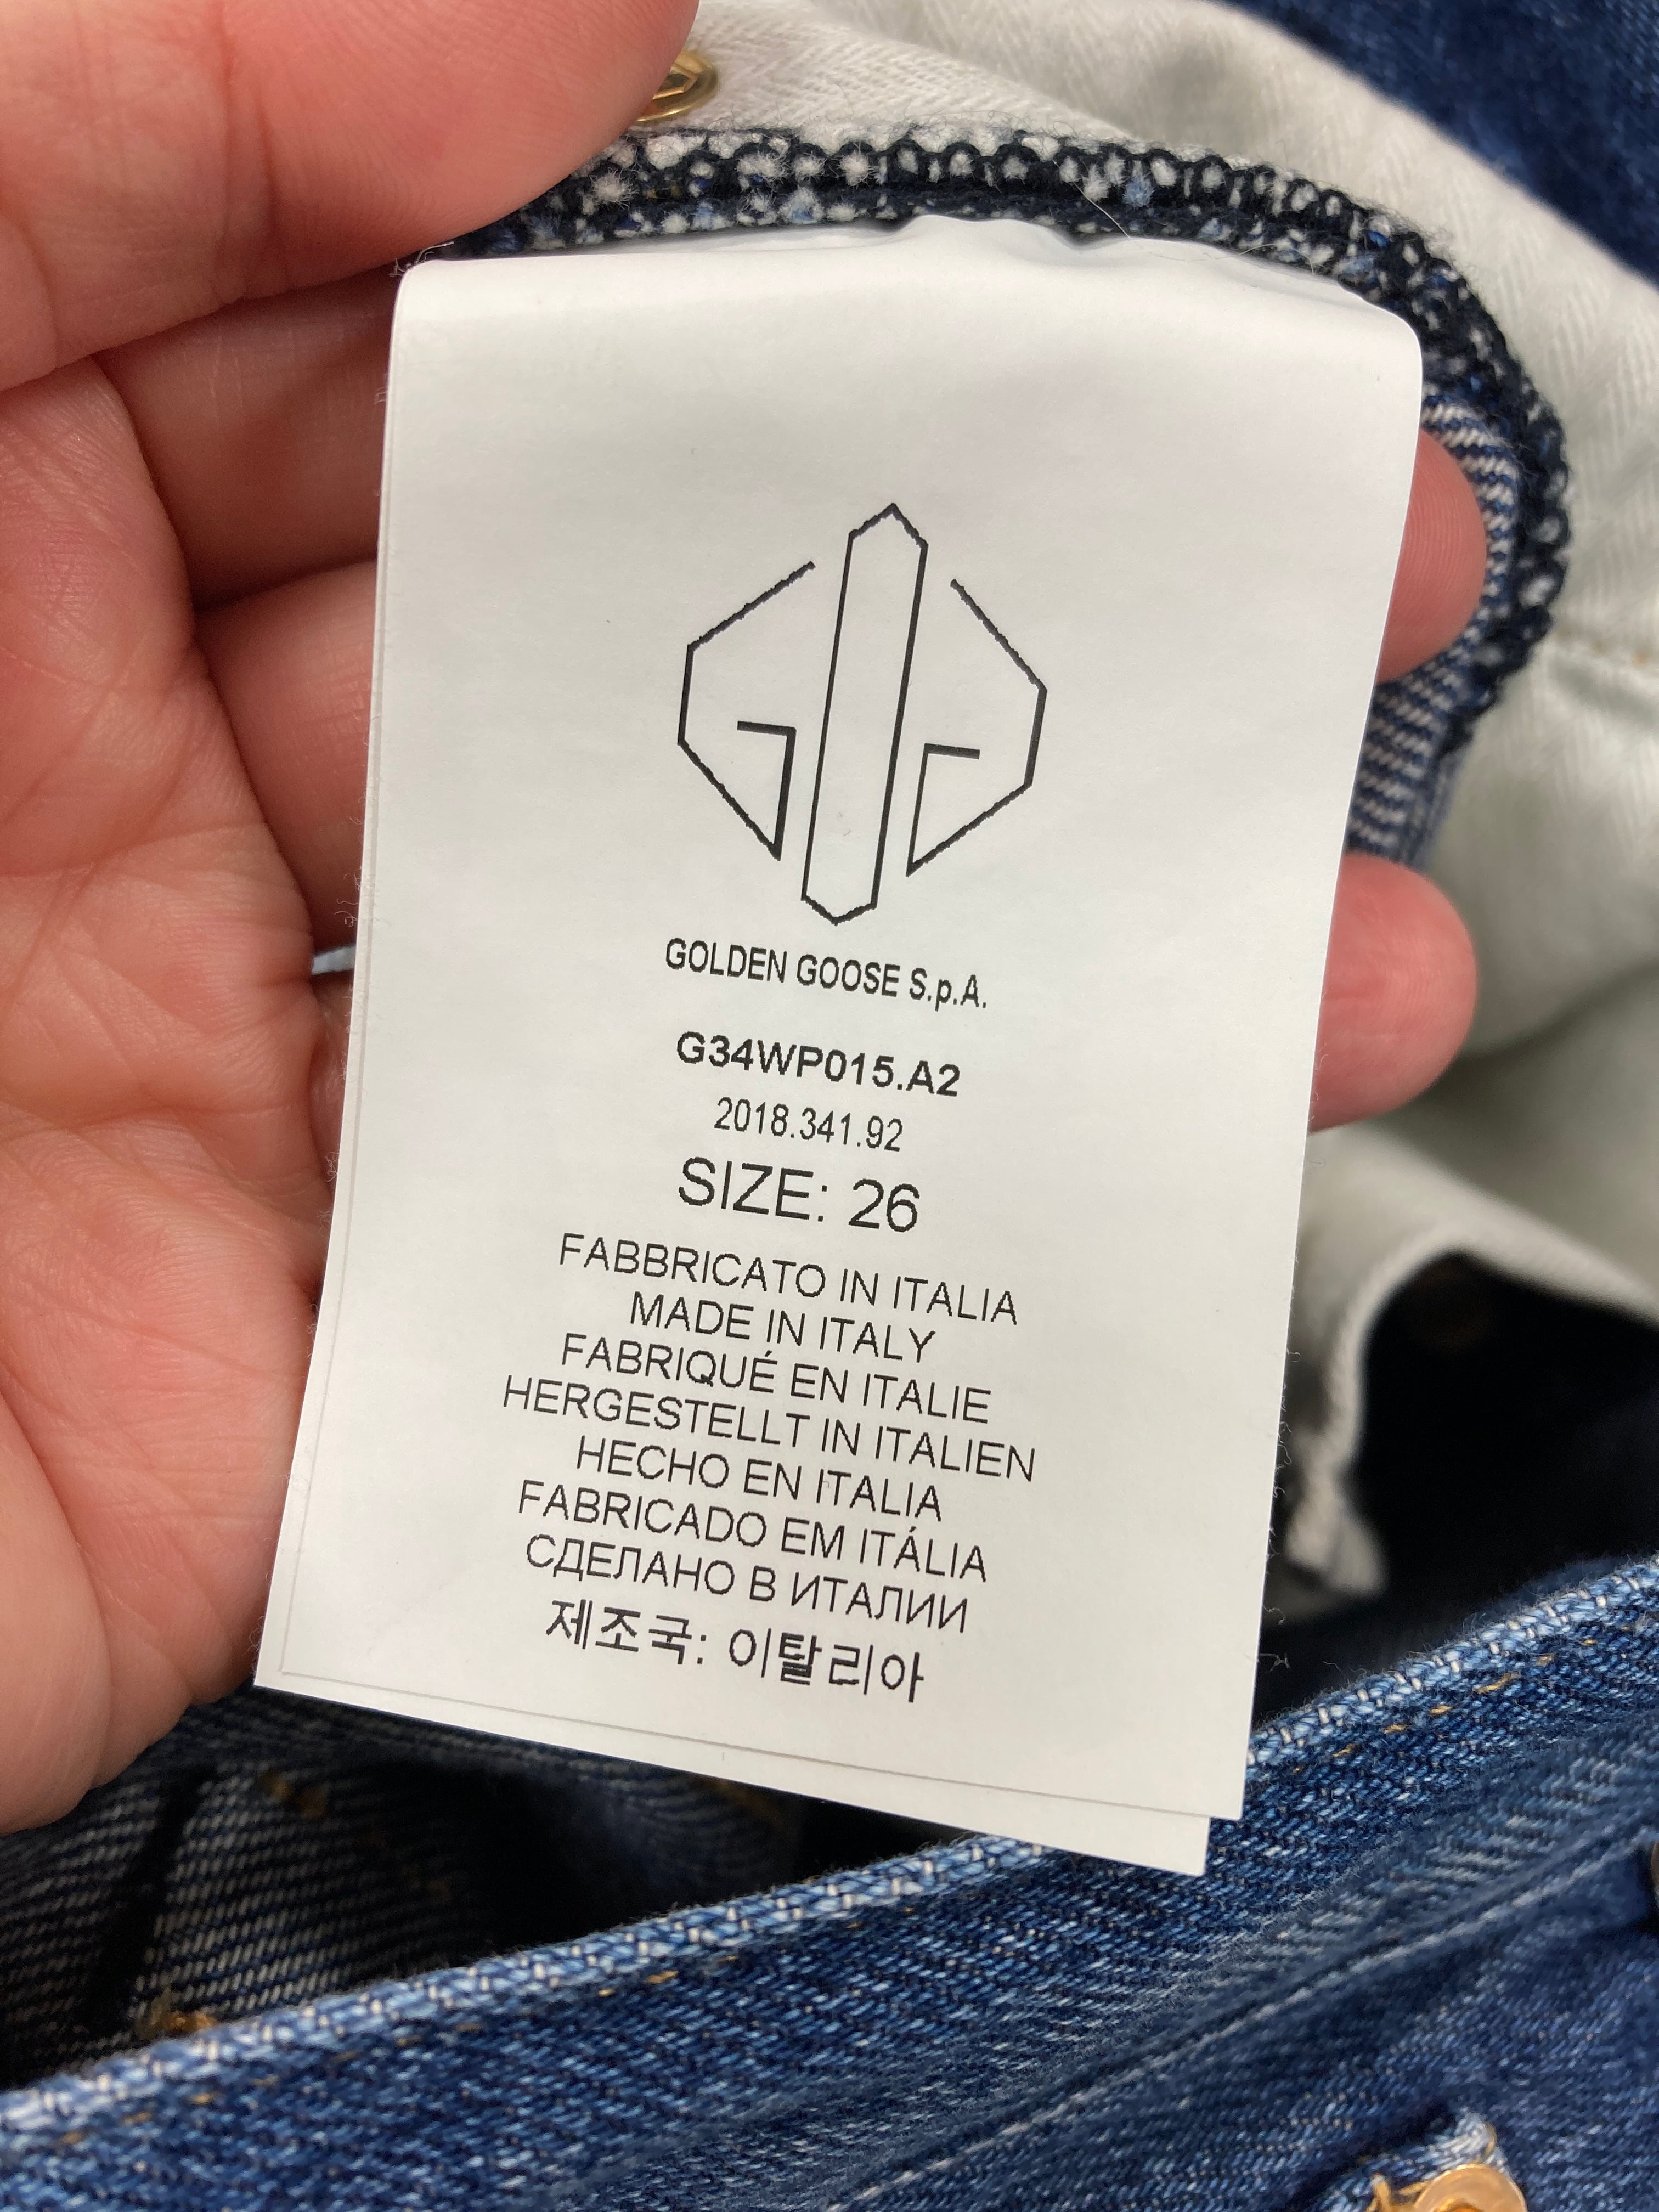 GOLDEN GOOSE S.p.A.
G34WP015.A2
2018.341.92
SIZE: 26
FABBRICATO IN ITALIA
MADE IN ITALY
FABRIQUÉ EN ITALIE
HERGESTELLT IN ITALIEN
HECHO EN ITALIA
FABRICADO EM ITÁLIA
СДЕЛАНО В ИТАЛИИ
제조국: 이탈리아